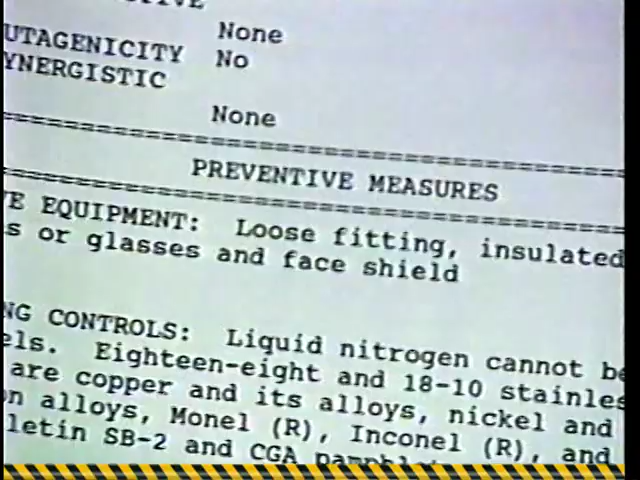 None
UTAGENICITY No
YNERGISTIC
None
PREVENTIVE MEASURES
E EQUIPMENT: Loose fitting, insulated
s or glasses and face shield
NG CONTROLS: Liquid nitrogen cannot be
els. Eighteen-eight and 18-10 stainles
are copper and its alloys, nickel and
n alloys, Monel (R), Inconel (R), and
letin SB-2 and CGA